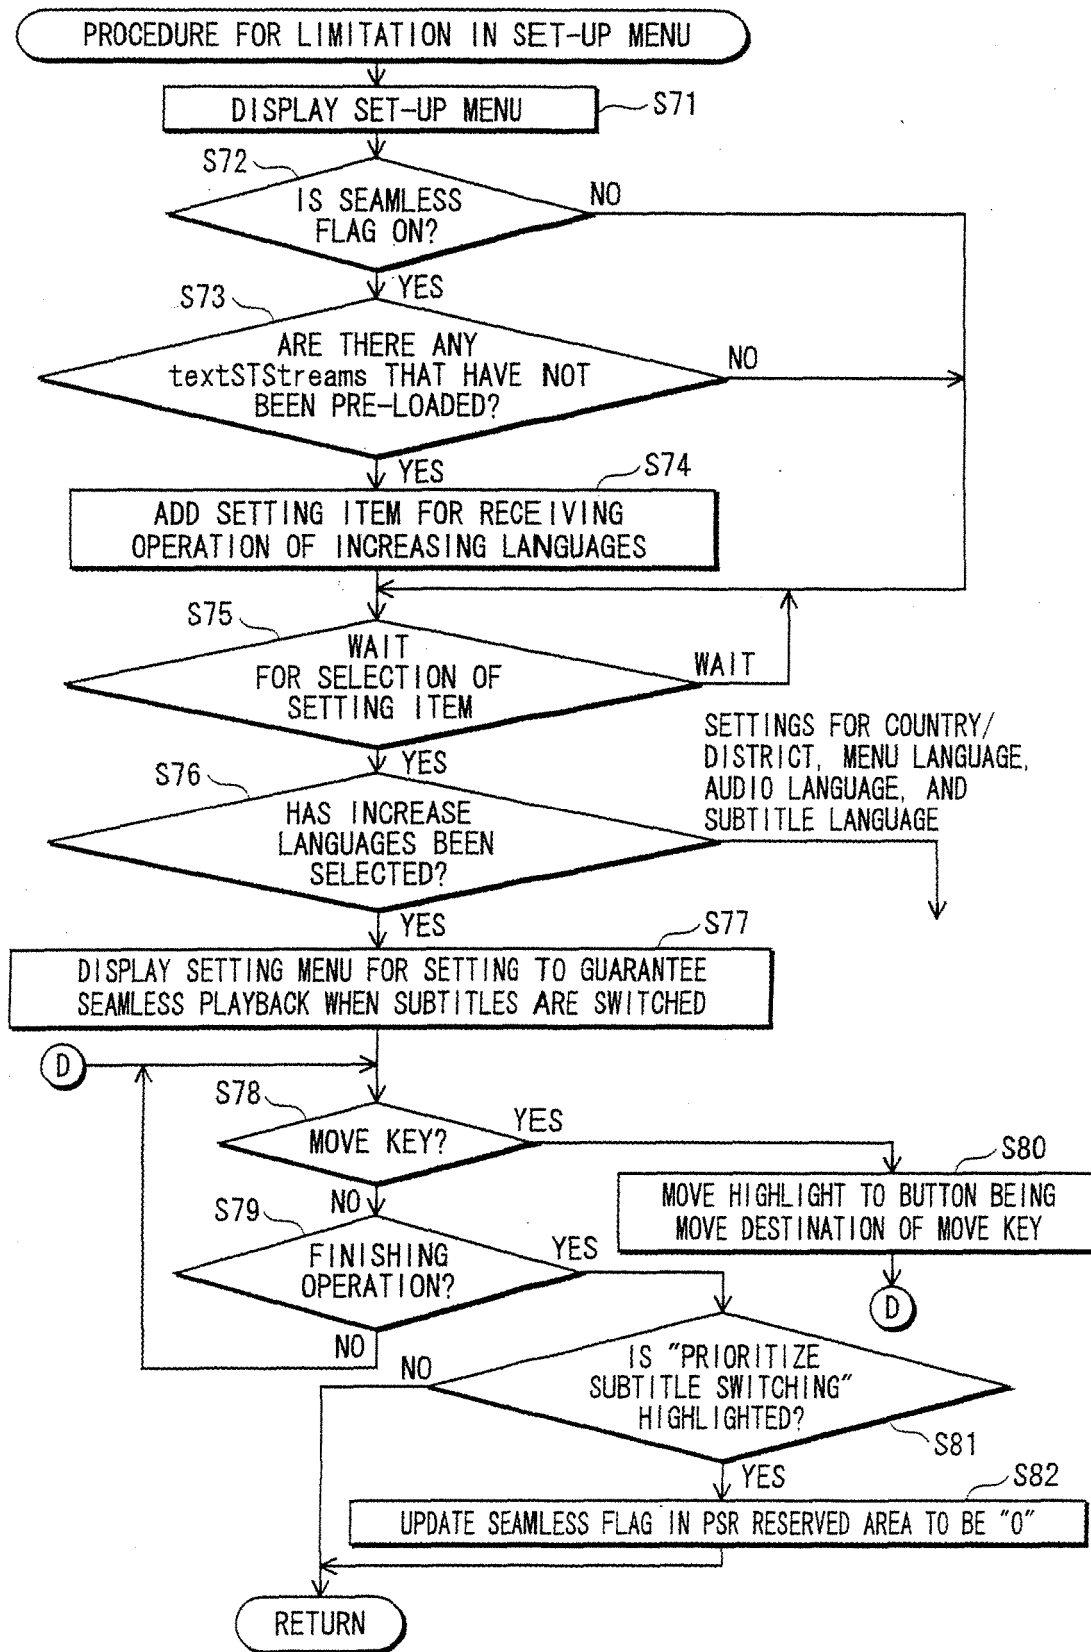 PROCEDURE FOR LIMITATION IN SET-UP MENU
DISPLAY SET-UP MENU
S71
S72
IS SEAMLESS
FLAG ON?
NO
YES
S73
ARE THERE ANY
textSTStreams THAT HAVE NOT
BEEN PRE-LOADED?
NO
YES
S74
ADD SETTING ITEM FOR RECEIVING
OPERATION OF INCREASING LANGUAGES
S75
WAIT
FOR SELECTION OF
SETTING ITEM
WAIT
YES
SETTINGS FOR COUNTRY/
DISTRICT, MENU LANGUAGE,
AUDIO LANGUAGE, AND
SUBTITLE LANGUAGE
S76
HAS INCREASE
LANGUAGES BEEN
SELECTED?
YES
S77
DISPLAY SETTING MENU FOR SETTING TO GUARANTEE
SEAMLESS PLAYBACK WHEN SUBTITLES ARE SWITCHED
D
S78
MOVE KEY?
YES
NO
S80
MOVE HIGHLIGHT TO BUTTON BEING
MOVE DESTINATION OF MOVE KEY
D
S79
FINISHING
OPERATION?
YES
NO
IS "PRIORITIZE
SUBTITLE SWITCHING"
HIGHLIGHTED?
NO
S81
YES
S82
UPDATE SEAMLESS FLAG IN PSR RESERVED AREA TO BE "0"
RETURN